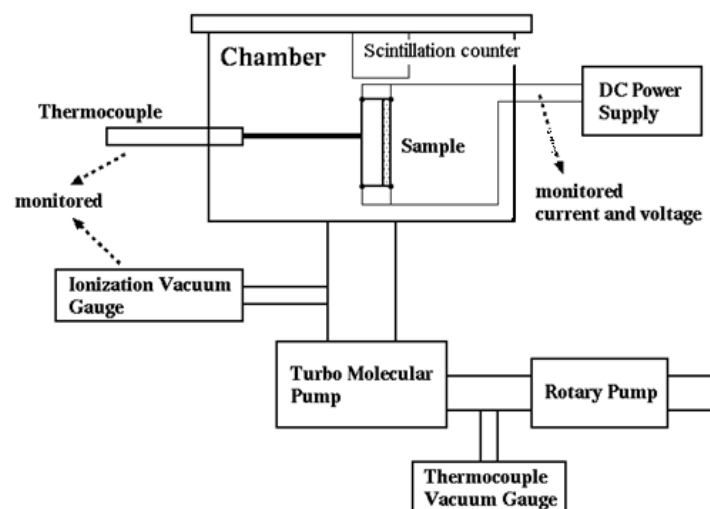 Chamber
Scintillation counter
DC Power
Supply
Thermocouple
Sample
monitored
monitored
current and voltage
Ionization Vacuum
Gauge
Turbo Molecular
Pump
Rotary Pump
Thermocouple
Vacuum Gauge